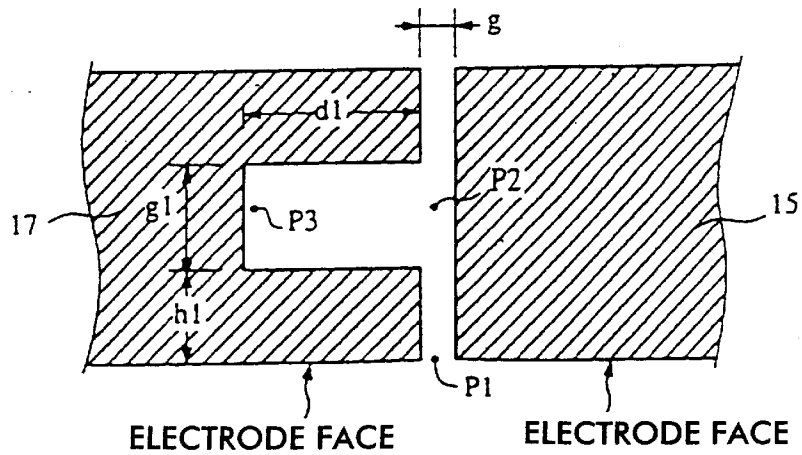 g
d1
P2
15
17
g1
P3
h1
P1
ELECTRODE FACE
ELECTRODE FACE